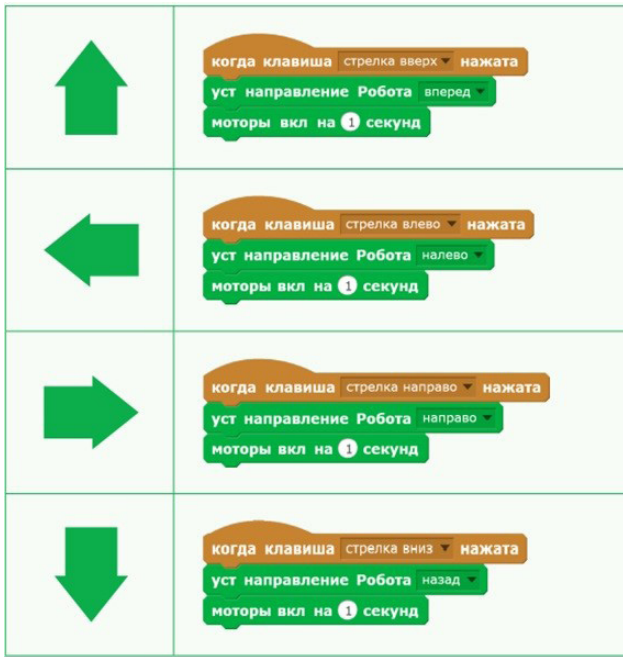 когда клавиша стрелка вверх нажата
уст направление Робота вперед
моторы вкл на 1 секунд
когда клавиша стрелка влево нажата
уст направление Робота налево
моторы вкл на 1 секунд
когда клавиша стрелка направо нажата
уст направление Робота направо
моторы вкл на 1 секунд
когда клавиша стрелка вниз нажата
уст направление Робота назад
моторы вкл на 1 секунд